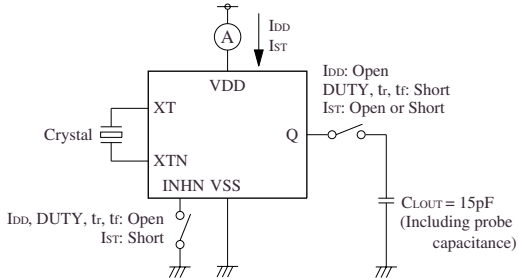 A
IDD
IST
VDD
XT
Crystal
XTN
INHN VSS
Q
IDD: Open
DUTY, tr, tf: Short
IST: Open or Short
IDD, DUTY, tr, tf: Open
IST: Short
CLOUT = 15pF
(Including probe
capacitance)